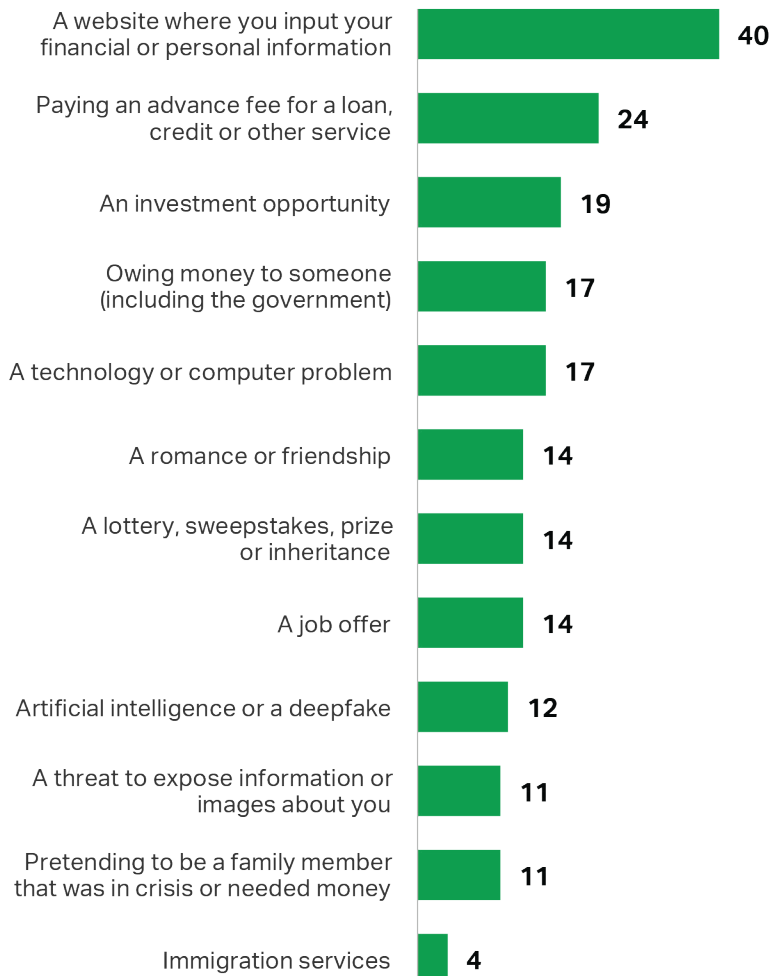 A website where you input your
financial or personal information
40
Paying an advance fee for a loan,
credit or other service
24
An investment opportunity
19
Owing money to someone
(including the government)
17
A technology or computer problem
17
A romance or friendship
14
A lottery, sweepstakes, prize
or inheritance
14
A job offer
14
Artificial intelligence or a deepfake
12
A threat to expose information or
images about you
11
Pretending to be a family member
that was in crisis or needed money
11
Immigration services
4